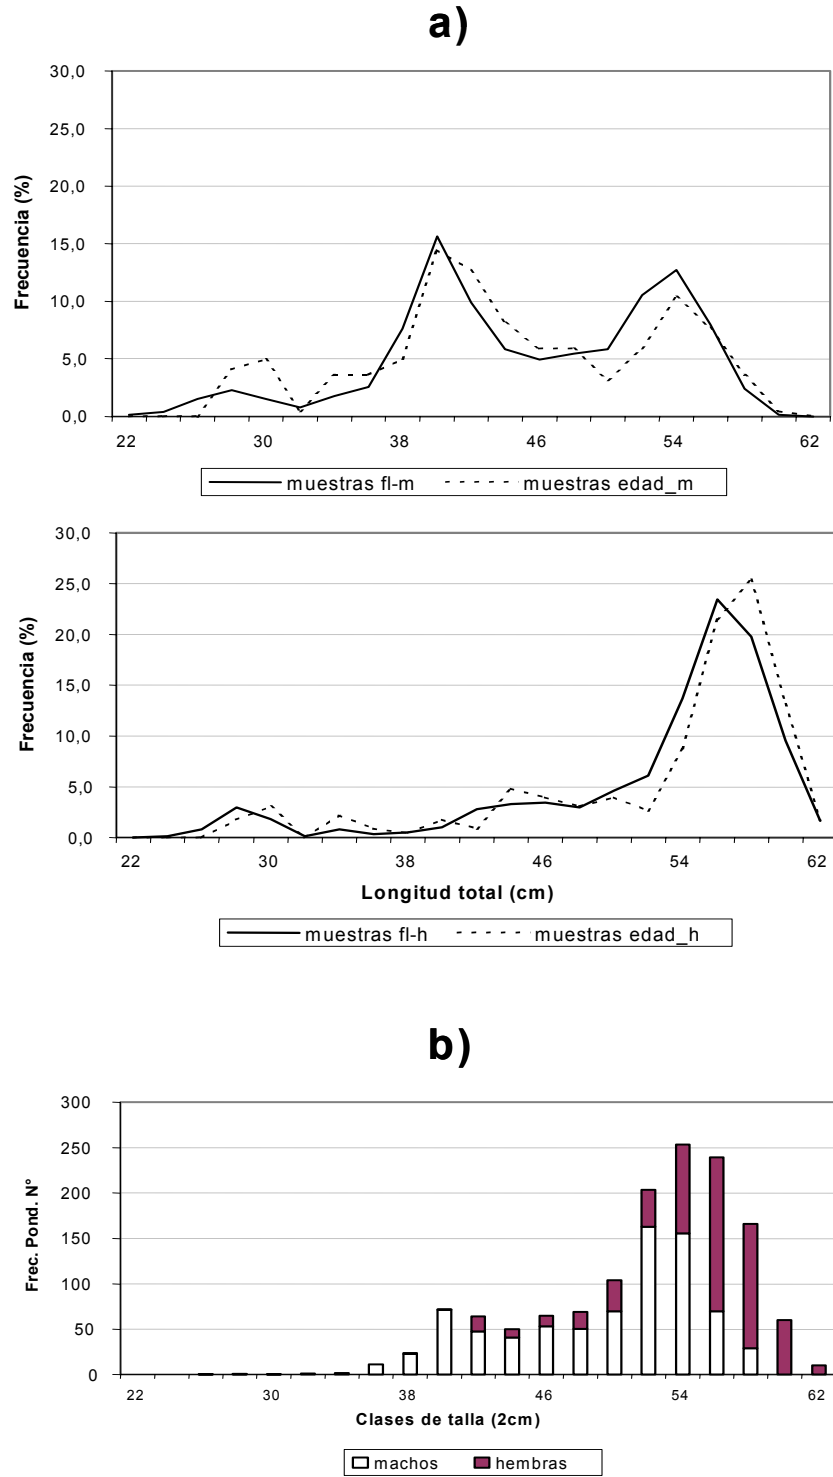 a)
30,0
25,0
20,0
15,0
10,0
5,0
0,0
Frecuencia (%)
22 30 38 46 54 62
muestras fl-m muestras edad_m
30,0
25,0
20,0
15,0
10,0
5,0
0,0
Frecuencia (%)
22 30 38 46 54 62
Longitud total (cm)
muestras fl-h muestras edad_h
b)
300
250
200
150
100
50
0
Frec. Pond. N°
22 30 38 46 54 62
Clases de talla (2cm)
machos hembras